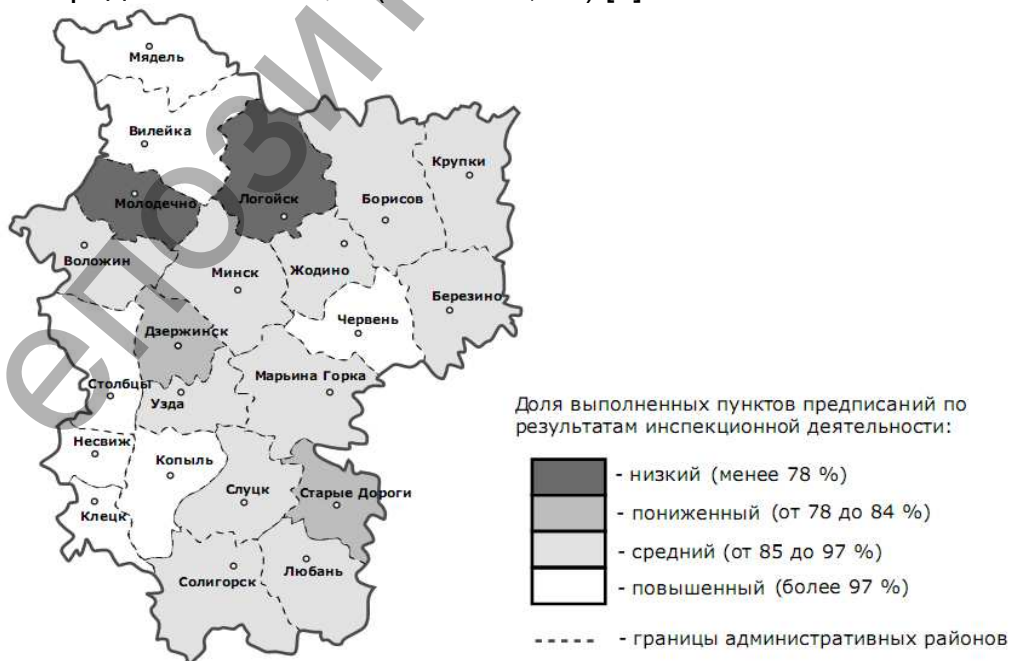 Мядель
Вилейка
Крупки
Молодечно
Логойск
Борисов
Воложин
Минск
Жодино
Березино
Червень
Дзержинск
Столбцы
Марьина Горка
Узда
Несвиж
Копыль
Слуцк
Старые Дороги
Клецк
Солигорск
Любань
Доля выполненных пунктов предписаний по
результатам инспекционной деятельности:
- низкий (менее 78 %)
- пониженный (от 78 до 84 %)
- средний (от 85 до 97 %)
- повышенный (более 97 %)
- границы административных районов